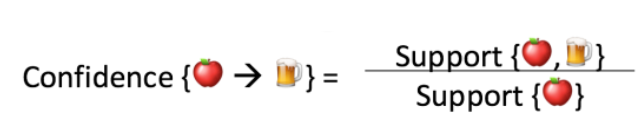 Confidence {🍎 → 🍺} =
Support {🍎,🍺}
Support {🍎}